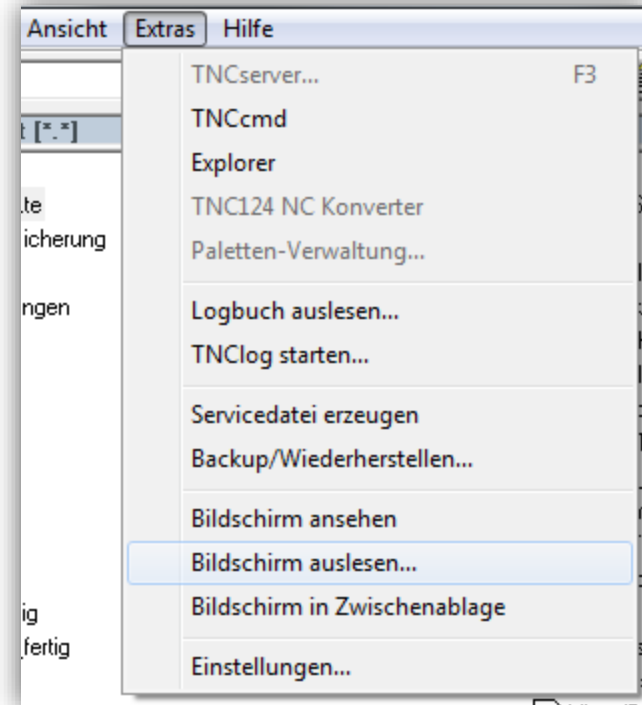 Ansicht Extras Hilfe
TNCserver... F3
[*.*]
TNCcmd
Explorer
TNC124 NC Konverter
icherung
Paletten-Verwaltung...
ngen
Logbuch auslesen...
TNClog starten...
Servicedatei erzeugen
Backup/Wiederherstellen...
Bildschirm ansehen
Bildschirm auslesen...
ig
Bildschirm in Zwischenablage
fertig
Einstellungen...